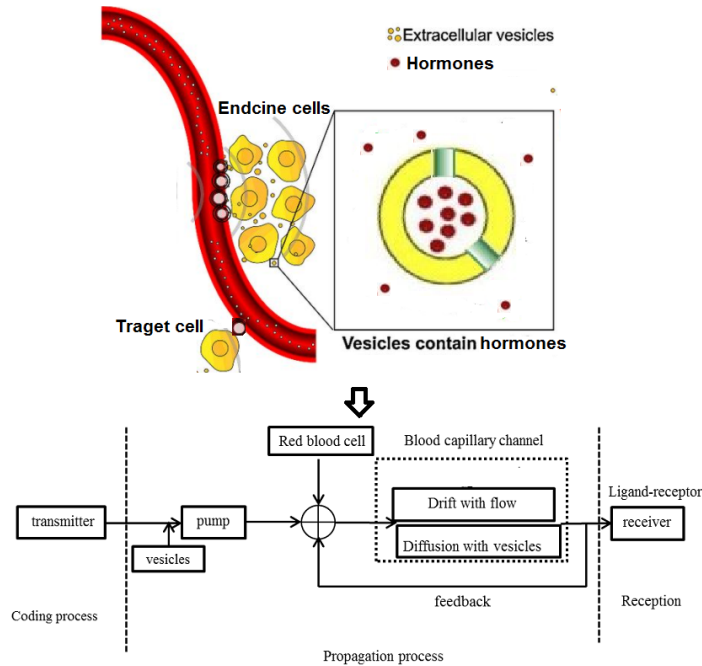 Extracellular vesicles
Hormones
Endcine cells
Traget cell
Vesicles contain hormones
Red blood cell
Blood capillary channel
Ligand-receptor
transmitter
pump
Drift with flow
receiver
vesicles
Diffusion with vesicles
feedback
Coding process
Reception
Propagation process